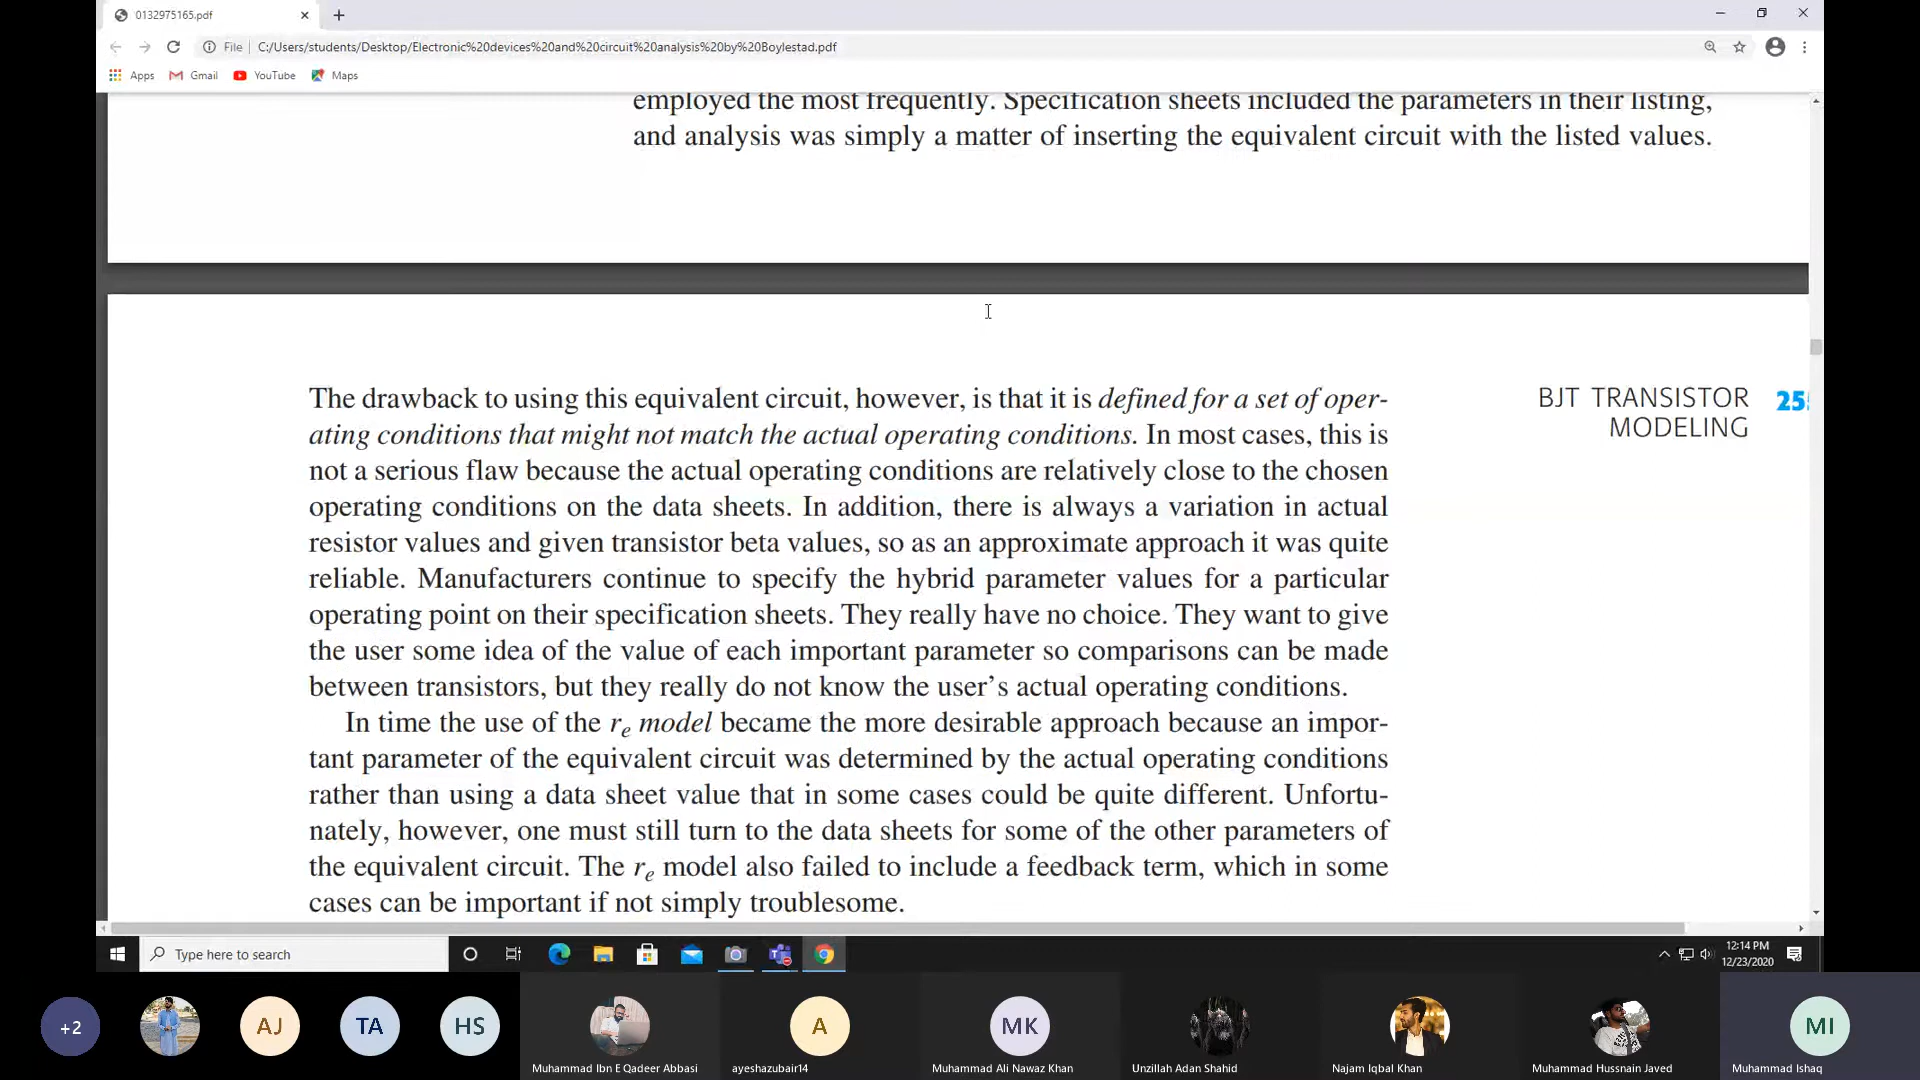 0132975165.pdf
File
C:/Users/students/Desktop/Electronic%20devices%20and%20circuit%20analysis%20by%20Boylestad.pdf
Apps Gmail YouTube Maps
employed the most frequently. Specification sheets included the parameters in their listing,
and analysis was simply a matter of inserting the equivalent circuit with the listed values.
The drawback to using this equivalent circuit, however, is that it is defined for a set of oper-
ating conditions that might not match the actual operating conditions. In most cases, this is
not a serious flaw because the actual operating conditions are relatively close to the chosen
operating conditions on the data sheets. In addition, there is always a variation in actual
resistor values and given transistor beta values, so as an approximate approach it was quite
reliable. Manufacturers continue to specify the hybrid parameter values for a particular
operating point on their specification sheets. They really have no choice. They want to give
the user some idea of the value of each important parameter so comparisons can be made
between transistors, but they really do not know the user’s actual operating conditions.
In time the use of the re model became the more desirable approach because an impor-
tant parameter of the equivalent circuit was determined by the actual operating conditions
rather than using a data sheet value that in some cases could be quite different. Unfortu-
nately, however, one must still turn to the data sheets for some of the other parameters of
the equivalent circuit. The re model also failed to include a feedback term, which in some
cases can be important if not simply troublesome.
BJT TRANSISTOR
MODELING
Type here to search
12:14 PM
12/23/2020
+2 AJ TA HS A MK MI
Muhammad Ibn E Qadeer Abbasi ayeshazubair14 Muhammad Ali Nawaz Khan Unzillah Adan Shahid Najam Iqbal Khan Muhammad Hussnain Javed Muhammad Ishaq